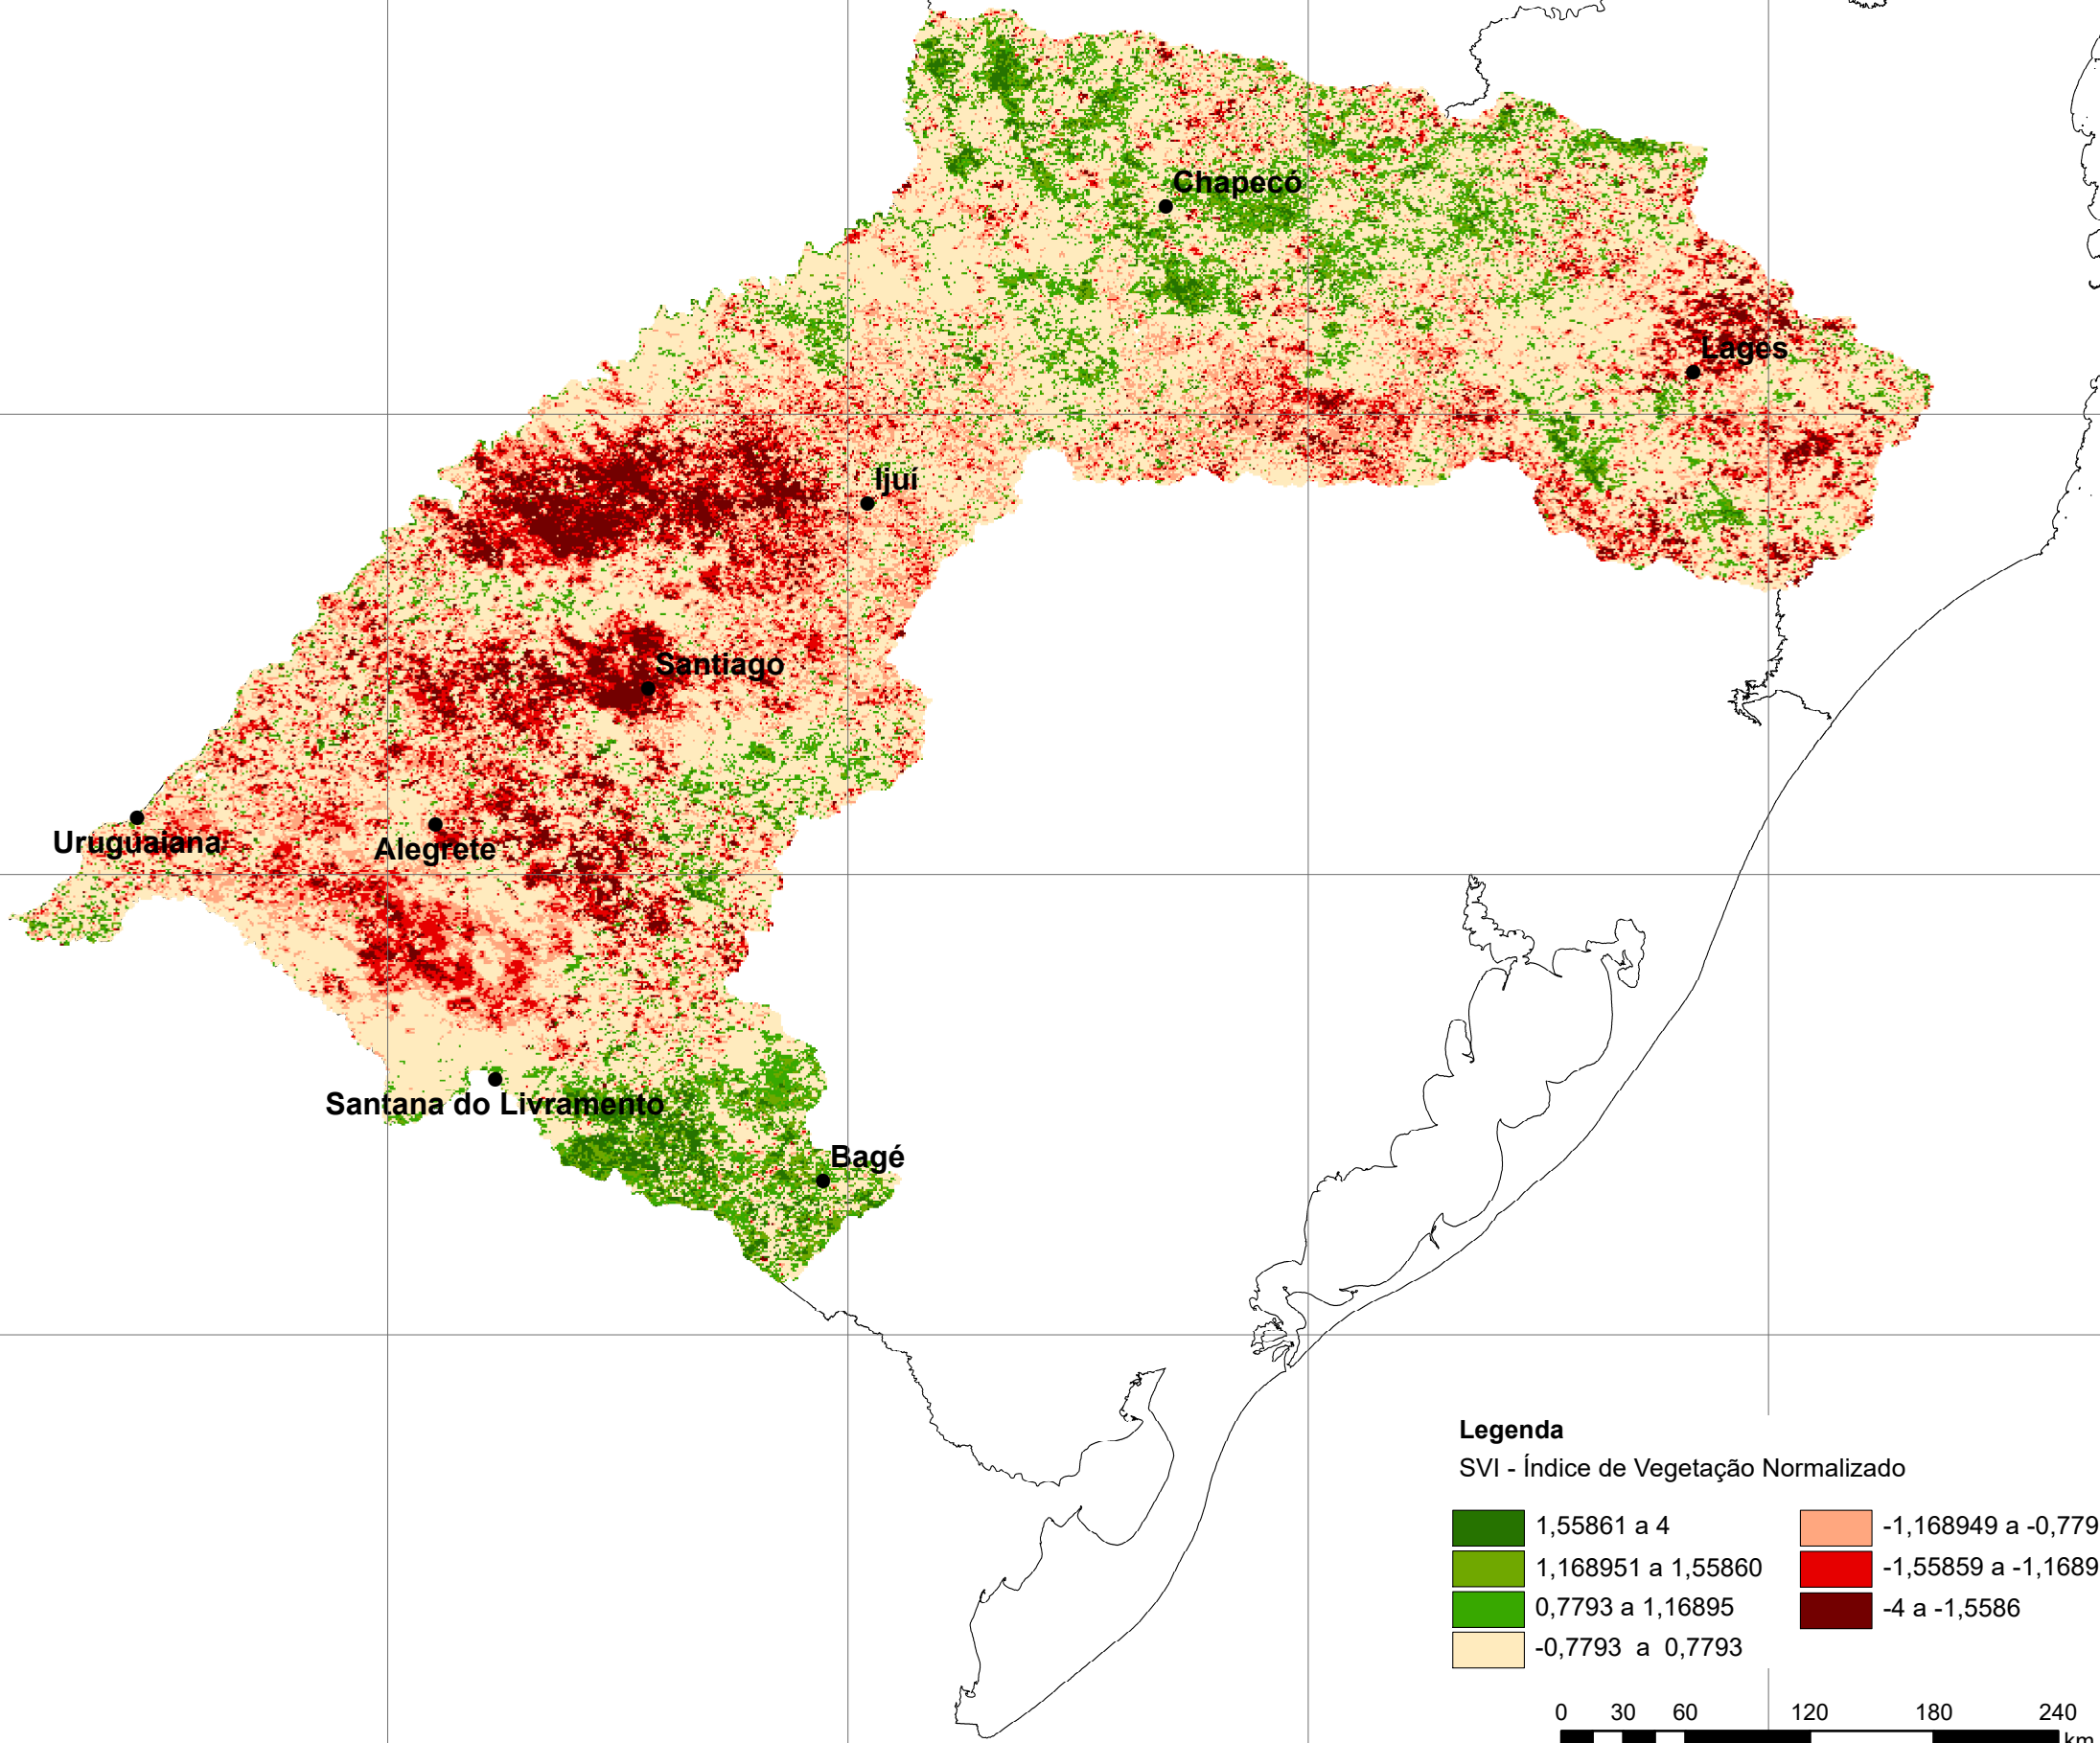 Chapecó
Lages
Ijuí
Santiago
Uruguaiana
Alegrete
Santana do Livramento
Bagé
Legenda
SVI - Índice de Vegetação Normalizado
1,55861 a 4
1,168951 a 1,55860
0,7793 a 1,16895
-0,7793 a 0,7793
-1,168949 a -0,779
-1,55859 a -1,1689
-4 a -1,5586
0 30 60 120 180 240
km